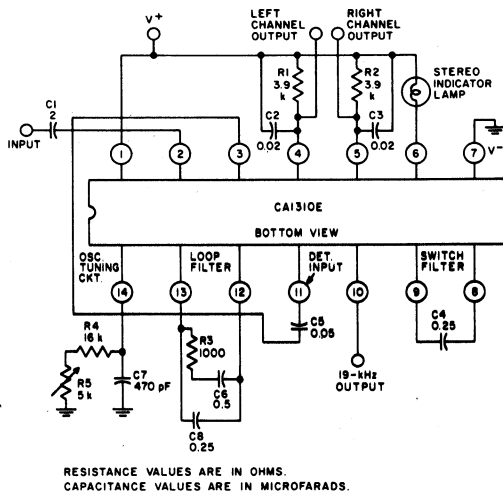 V+
LEFT
CHANNEL
OUTPUT
RIGHT
CHANNEL
OUTPUT
R1
3.9
k
R2
3.9
k
STEREO
INDICATOR
LAMP
C1
2
INPUT
C2
0.02
C3
0.02
1
2
3
4
5
6
7
V-
CA1310E
BOTTOM VIEW
OSC.
TUNING
CKT.
LOOP
FILTER
DET.
INPUT
SWITCH
FILTER
14
13
12
11
10
9
8
R4
16 k
R5
5k
C7
470 pF
R3
1000
C6
0.5
C8
0.25
C5
0.05
19-kHz
OUTPUT
C4
0.25
RESISTANCE VALUES ARE IN OHMS.
CAPACITANCE VALUES ARE IN MICROFARADS.